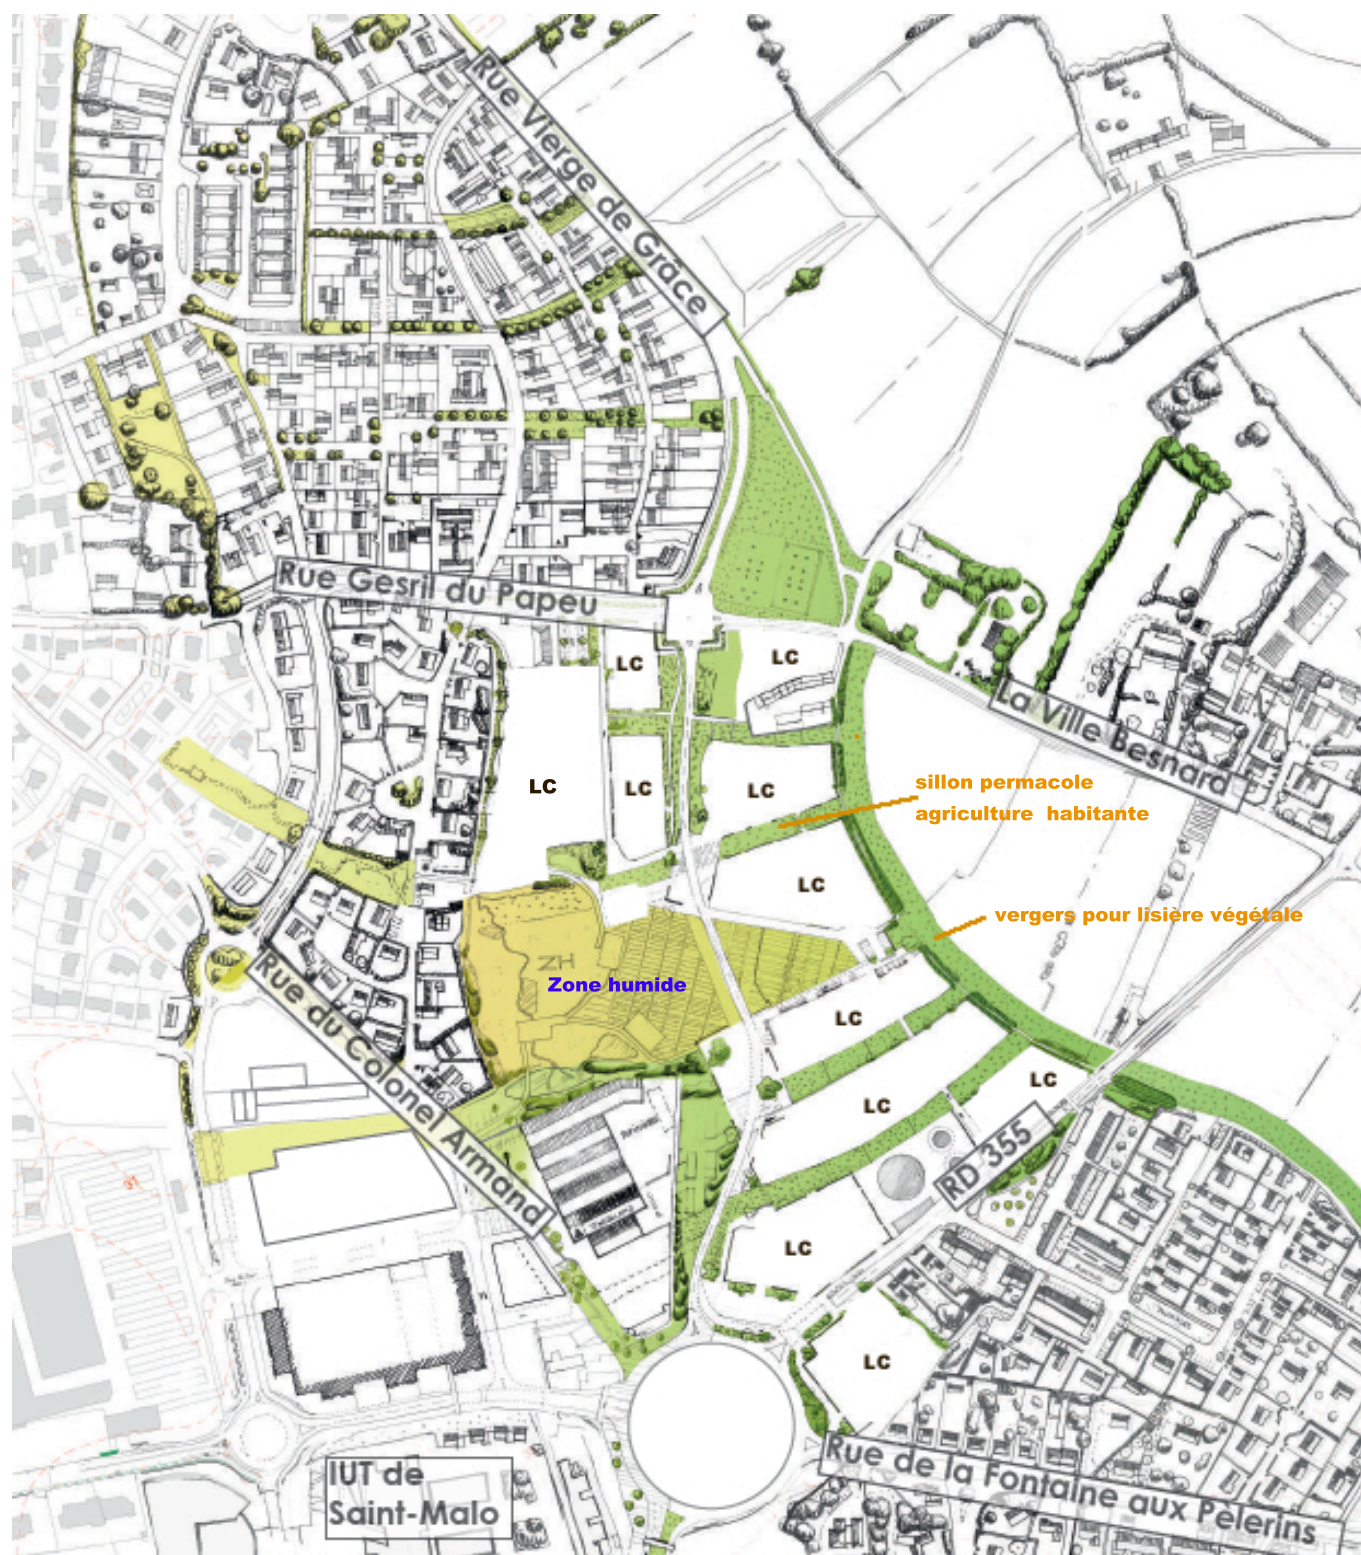 Rue Vierge de Grâce
Rue Gesril du Papeu
LC
LC
La Ville Besnard
LC
LC
LC
sillon permacole
agriculture habitante
LC
vergers pour lisière végétale
ZH
Zone humide
Rue du Colonel Armand
LC
LC
LC
RD 355
LC
LC
IUT de
Saint-Malo
Rue de la Fontaine aux Pèlerins